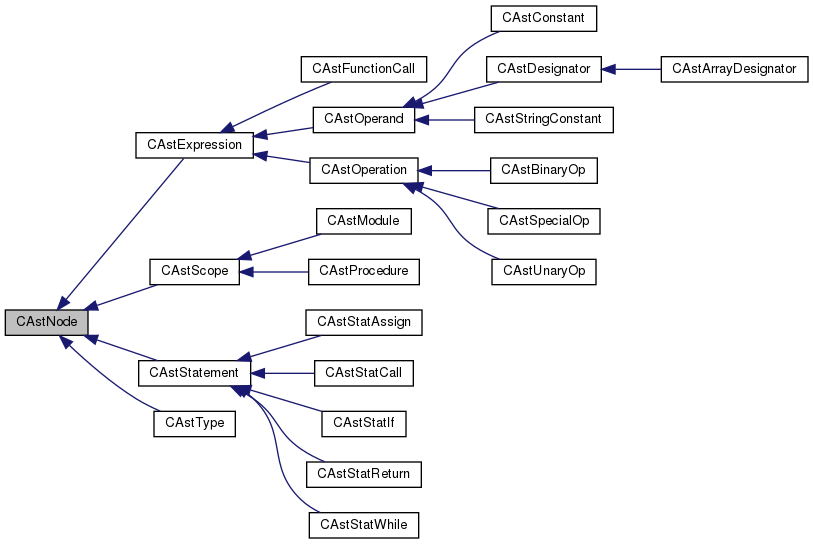 CAstConstant
CAstFunctionCall
CAstDesignator
CAstArrayDesignator
CAstOperand
CAstStringConstant
CAstExpression
CAstOperation
CAstBinaryOp
CAstModule
CAstSpecialOp
CAstScope
CAstProcedure
CAstUnaryOp
CAstNode
CAstStatAssign
CAstStatement
CAstStatCall
CAstType
CAstStatIf
CAstStatReturn
CAstStatWhile